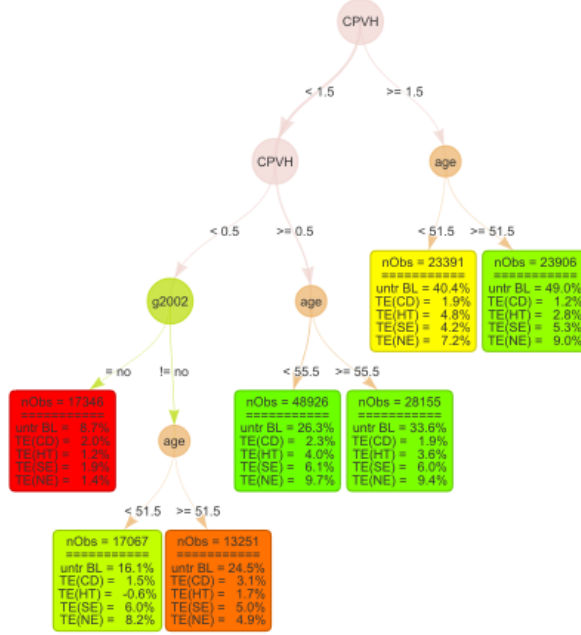 CPVH
< 1.5
>= 1.5
CPVH
age
< 0.5
>= 0.5
< 51.5
>= 51.5
nObs = 23391
===========
untr BL = 40.4%
TE(CD) = 1.9%
TE(HT) = 4.8%
TE(SE) = 4.2%
TE(NE) = 7.2%
nObs = 23906
===========
untr BL = 49.0%
TE(CD) = 1.2%
TE(HT) = 2.8%
TE(SE) = 5.3%
TE(NE) = 9.0%
g2002
age
= no
!= no
< 55.5
>= 55.5
nObs = 17346
===========
untr BL = 8.7%
TE(CD) = 2.0%
TE(HT) = 1.2%
TE(SE) = 1.9%
TE(NE) = 1.4%
age
nObs = 48926
===========
untr BL = 26.3%
TE(CD) = 2.3%
TE(HT) = 4.0%
TE(SE) = 6.1%
TE(NE) = 9.7%
nObs = 28155
===========
untr BL = 33.6%
TE(CD) = 1.9%
TE(HT) = 3.6%
TE(SE) = 6.0%
TE(NE) = 9.4%
< 51.5
>= 51.5
nObs = 17067
===========
untr BL = 16.1%
TE(CD) = 1.5%
TE(HT) = -0.6%
TE(SE) = 6.0%
TE(NE) = 8.2%
nObs = 13251
===========
untr BL = 24.5%
TE(CD) = 3.1%
TE(HT) = 1.7%
TE(SE) = 5.0%
TE(NE) = 4.9%